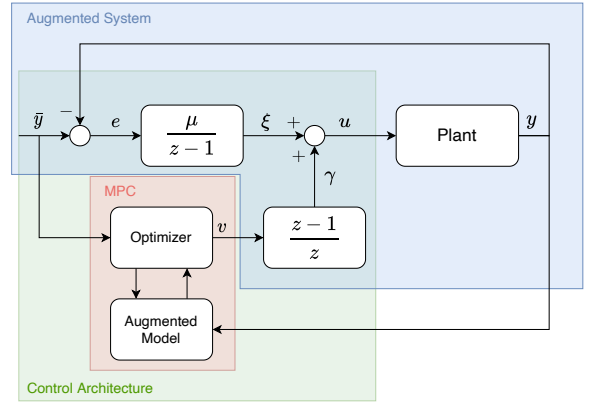 Augmented System
ȳ
−
e
μ
z − 1
ξ
+
+
u
Plant
y
γ
MPC
Optimizer
v
z − 1
z
Augmented
Model
Control Architecture